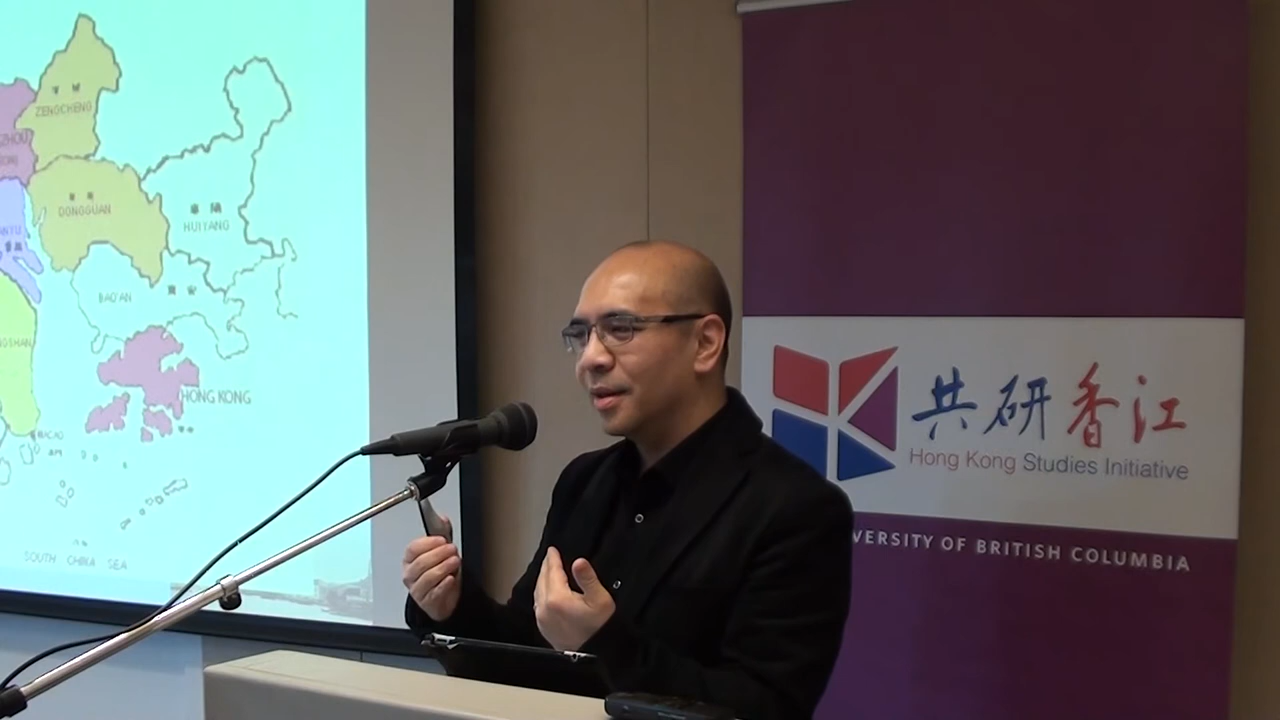 ZENGCHENG
DONGGUAN
HUIYANG
BAO'AN
HONG KONG
MACAO
SOUTH CHINA SEA
共研香江
Hong Kong Studies Initiative
VERSITY OF BRITISH COLUMBIA